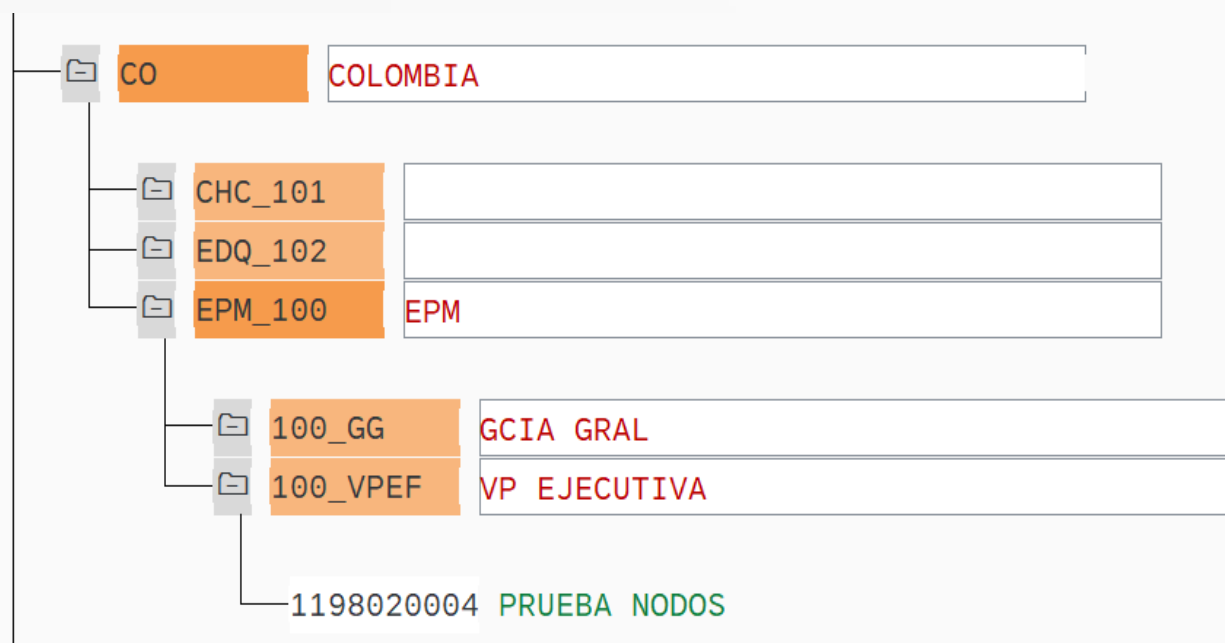 CO COLOMBIA
CHC_101
EDQ_102
EPM_100 EPM
100_GG GCIA GRAL
100_VPEF VP EJECUTIVA
1198020004 PRUEBA NODOS